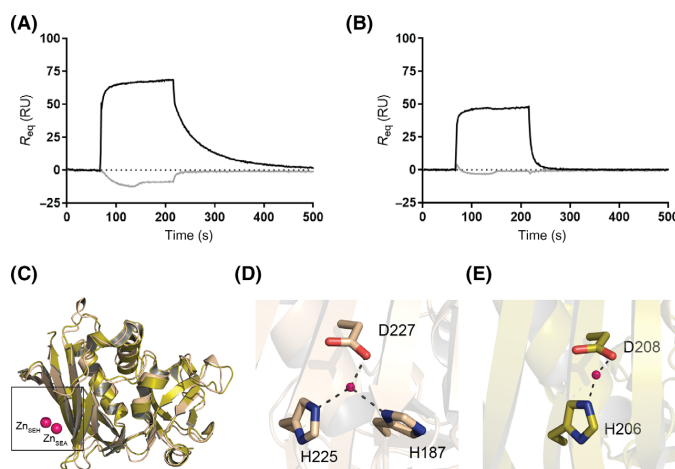 (A)
100
75
50
25
0
−25
Req (RU)
0 100 200 300 400 500
Time (s)
(B)
100
75
50
25
0
−25
Req (RU)
0 100 200 300 400 500
Time (s)
(C)
ZnSEH
ZnSEA
(D)
D227
H225
H187
(E)
D208
H206